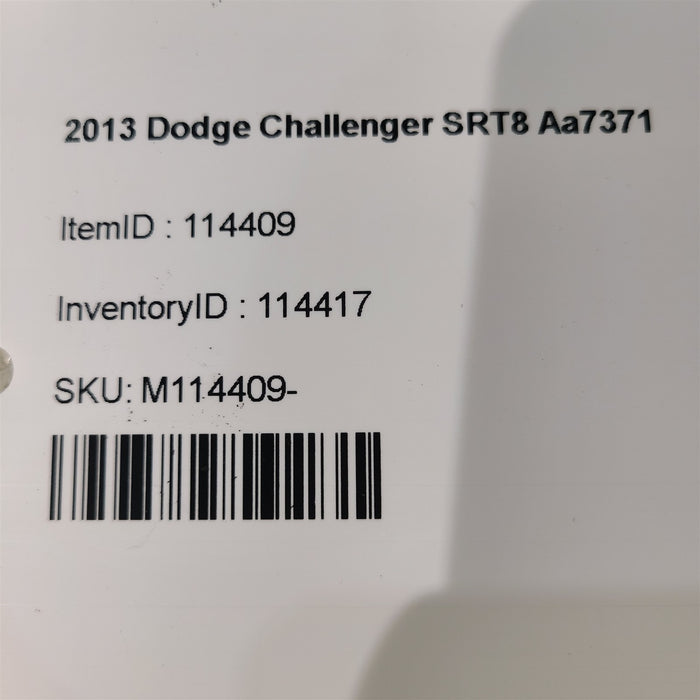 2013 Dodge Challenger SRT8 Aa7371
ItemID : 114409
InventoryID : 114417
SKU: M114409-